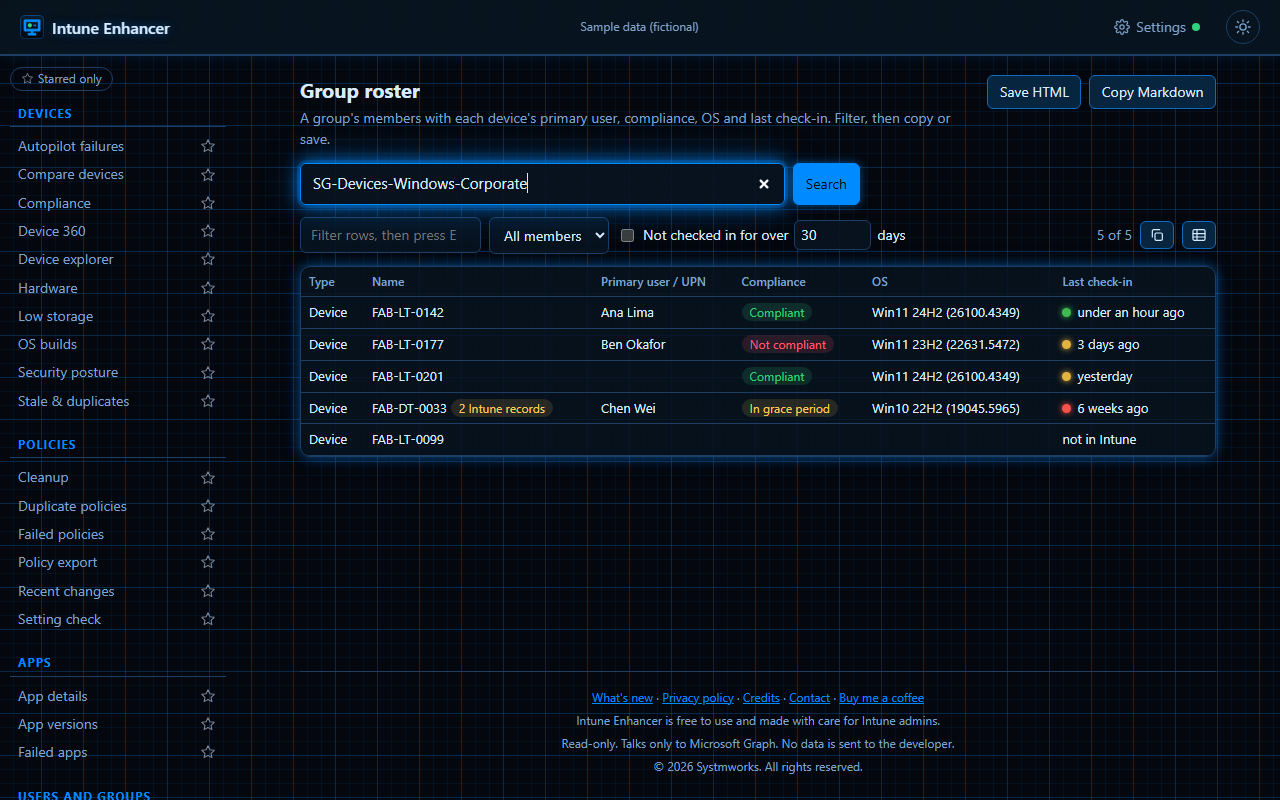 Intune Enhancer
Sample data (fictional)
Settings
Starred only
DEVICES
Autopilot failures
Compare devices
Compliance
Device 360
Device explorer
Hardware
Low storage
OS builds
Security posture
Stale & duplicates
POLICIES
Cleanup
Duplicate policies
Failed policies
Policy export
Recent changes
Setting check
APPS
App details
App versions
Failed apps
USERS AND GROUPS
Group roster
Save HTML
Copy Markdown
A group's members with each device's primary user, compliance, OS and last check-in. Filter, then copy or
save.
SG-Devices-Windows-Corporate
Search
Filter rows, then press E
All members
Not checked in for over 30 days
5 of 5
Type Name Primary user / UPN Compliance OS Last check-in
Device FAB-LT-0142 Ana Lima Compliant Win11 24H2 (26100.4349) under an hour ago
Device FAB-LT-0177 Ben Okafor Not compliant Win11 23H2 (22631.5472) 3 days ago
Device FAB-LT-0201 Compliant Win11 24H2 (26100.4349) yesterday
Device FAB-DT-0033 2 Intune records Chen Wei In grace period Win10 22H2 (19045.5965) 6 weeks ago
Device FAB-LT-0099 not in Intune
What's new · Privacy policy · Credits · Contact · Buy me a coffee
Intune Enhancer is free to use and made with care for Intune admins.
Read-only. Talks only to Microsoft Graph. No data is sent to the developer.
© 2026 Systmworks. All rights reserved.